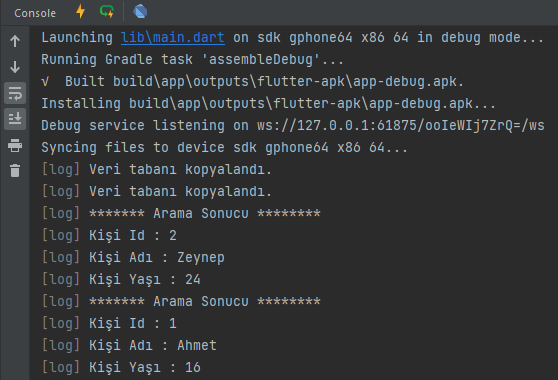 Console
Launching lib\main.dart on sdk gphone64 x86 64 in debug mode...
Running Gradle task 'assembleDebug'...
√  Built build\app\outputs\flutter-apk\app-debug.apk.
Installing build\app\outputs\flutter-apk\app-debug.apk...
Debug service listening on ws://127.0.0.1:61875/ooIeWIj7ZrQ=/ws
Syncing files to device sdk gphone64 x86 64...
[log] Veri tabanı kopyalandı.
[log] Veri tabanı kopyalandı.
[log] ******* Arama Sonucu ********
[log] Kişi Id : 2
[log] Kişi Adı : Zeynep
[log] Kişi Yaşı : 24
[log] ******* Arama Sonucu ********
[log] Kişi Id : 1
[log] Kişi Adı : Ahmet
[log] Kişi Yaşı : 16